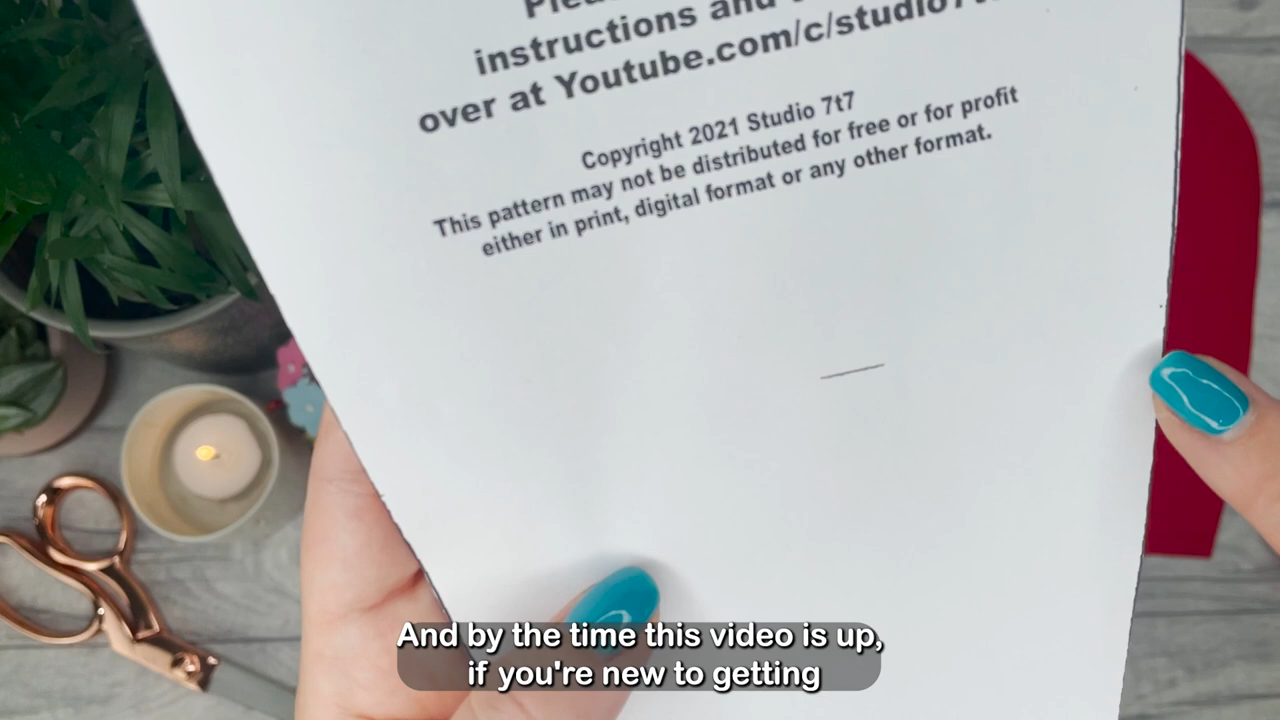 instructions and
over at Youtube.com/c/studio7t
Copyright 2021 Studio 7t7
This pattern may not be distributed for free or for profit
either in print, digital format or any other format.
And by the time this video is up,
if you're new to getting